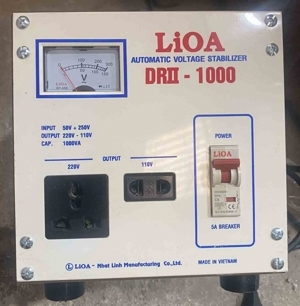 LiOA
AUTOMATIC VOLTAGE STABILIZER
DRII - 1000
V
INPUT 50V ÷ 250V
OUTPUT 220V - 110V
CAP. 1000VA
POWER
OUTPUT
220V
110V
LiOA
5A BREAKER
LiOA - Nhat Linh Manufacturing Co.,Ltd.
MADE IN VIETNAM